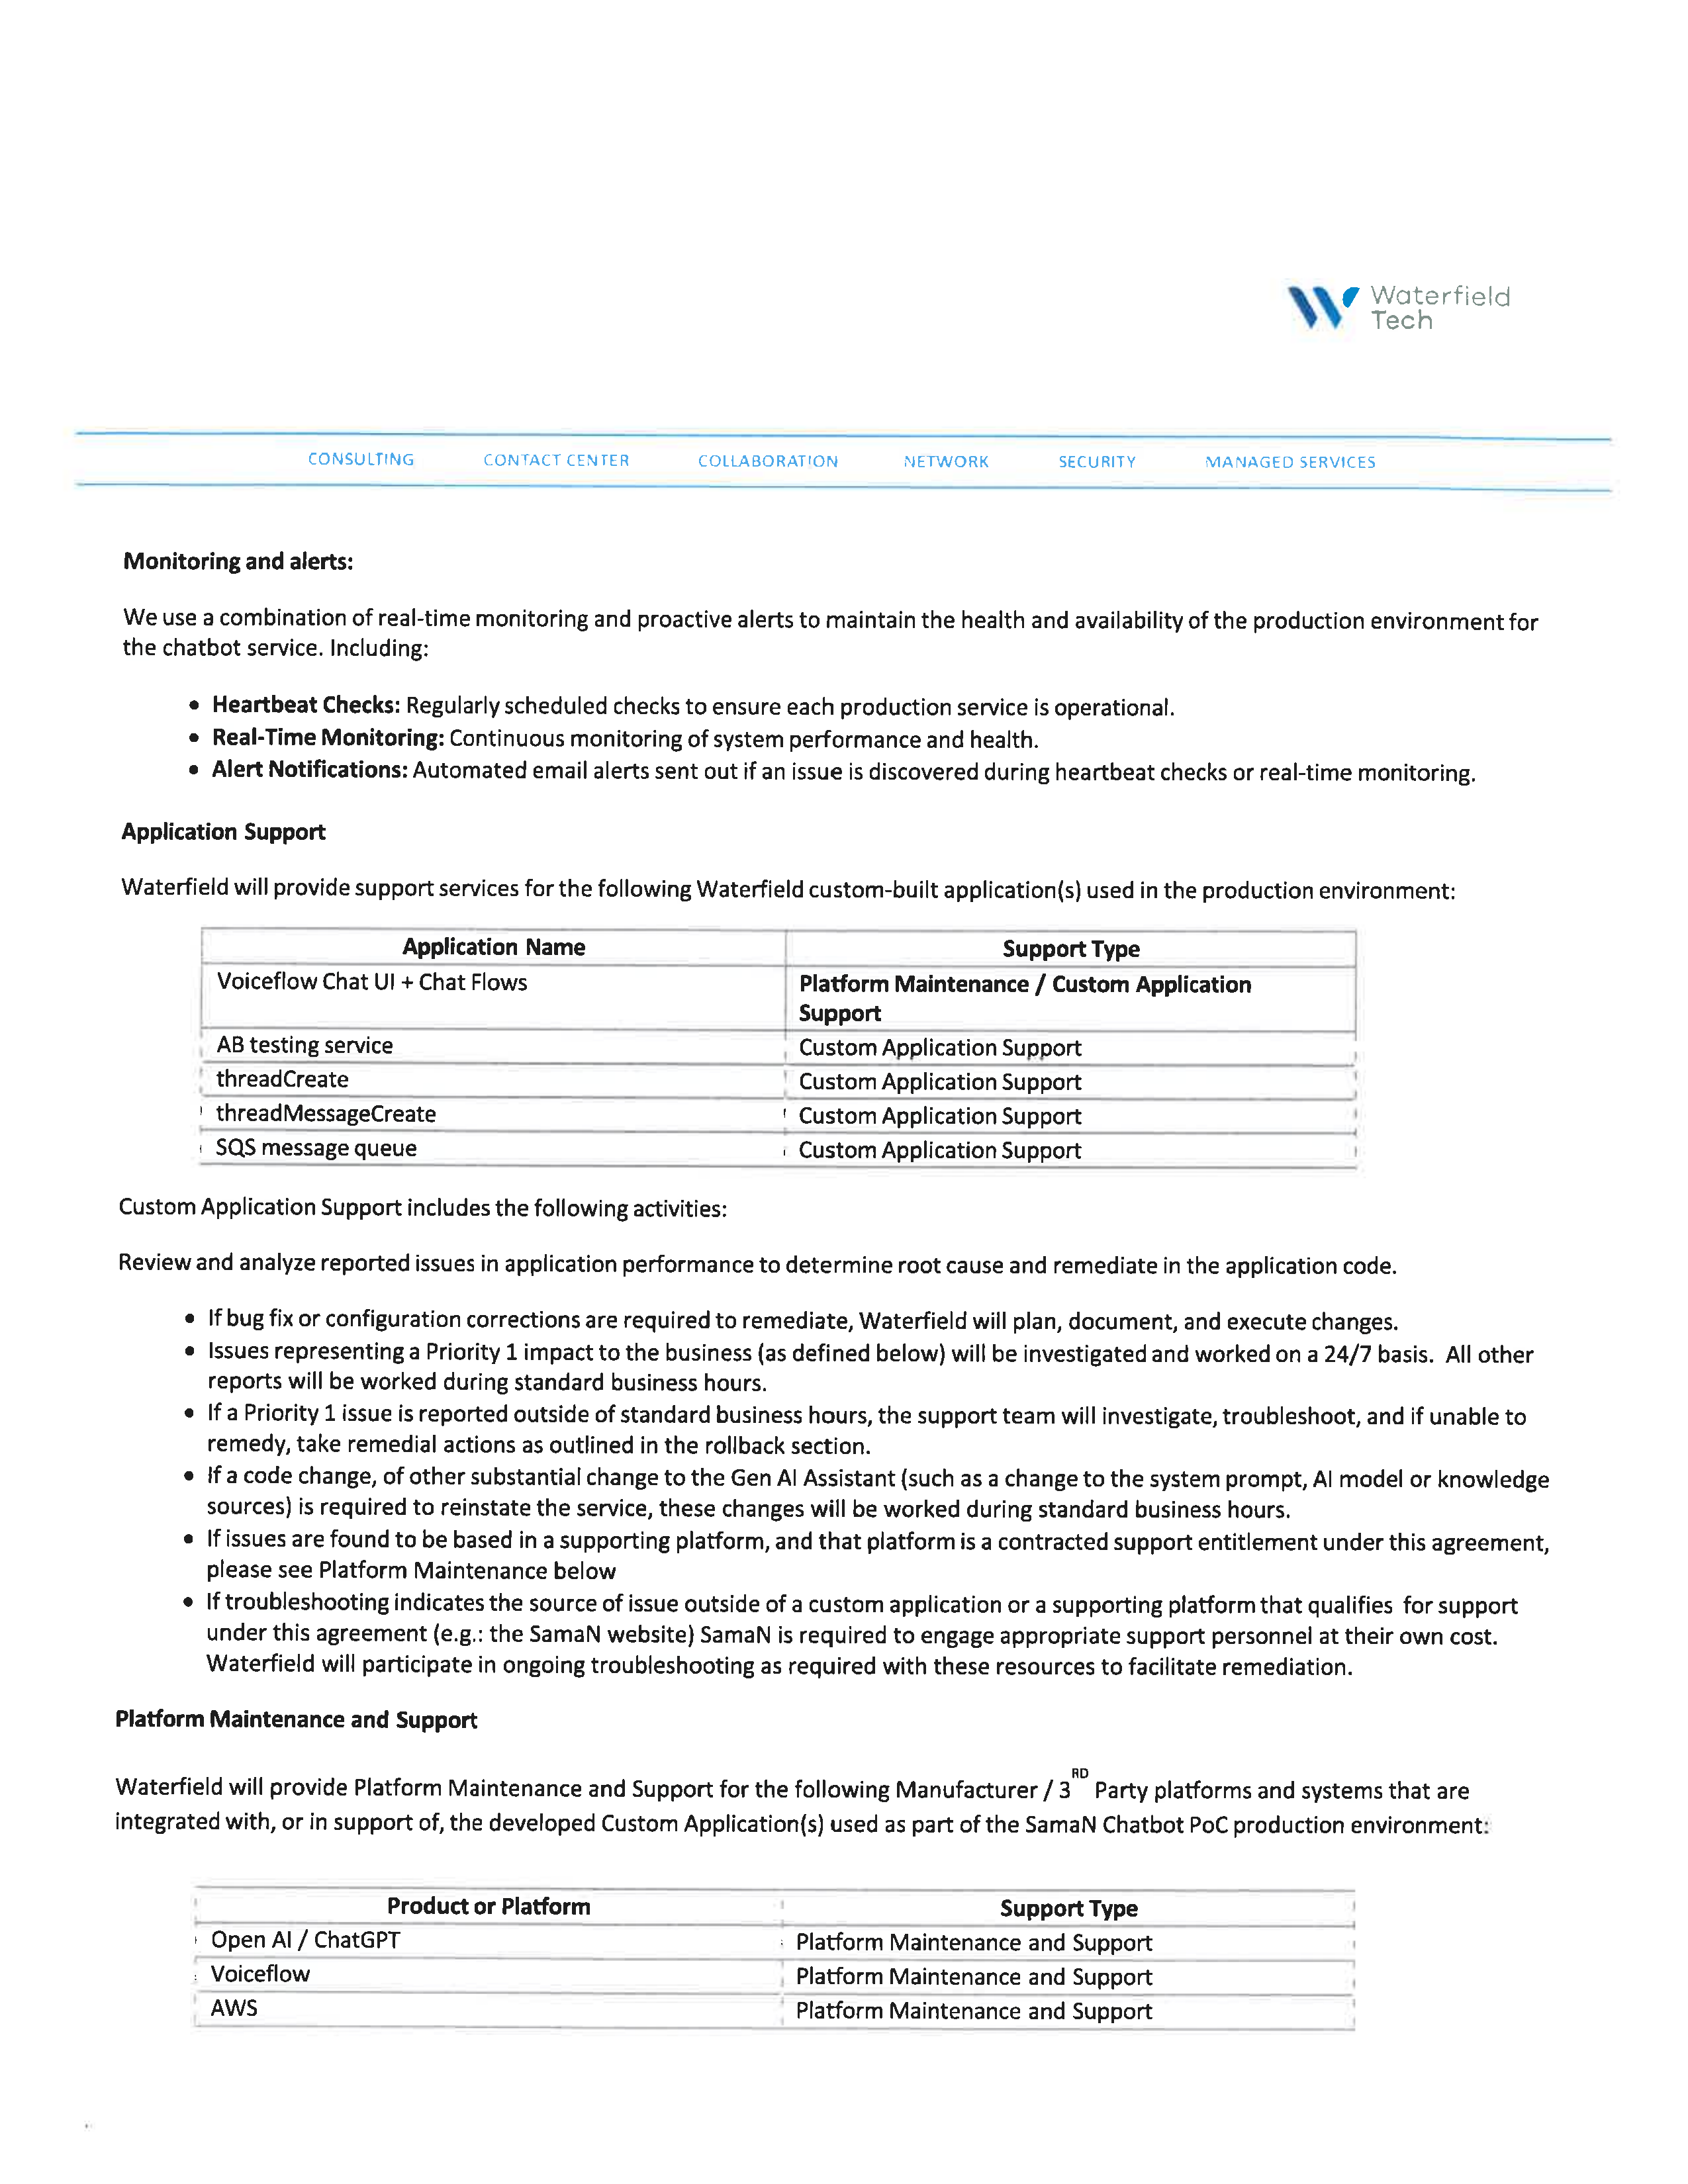 Waterfield
Tech
CONSULTING CONTACT CENTER COLLABORATION NETWORK SECURITY MANAGED SERVICES
Monitoring and alerts:
We use a combination of real-time monitoring and proactive alerts to maintain the health and availability of the production environment for
the chatbot service. Including:
• Heartbeat Checks: Regularly scheduled checks to ensure each production service is operational.
• Real-Time Monitoring: Continuous monitoring of system performance and health.
• Alert Notifications: Automated email alerts sent out if an issue is discovered during heartbeat checks or real-time monitoring.
Application Support
Waterfield will provide support services for the following Waterfield custom-built application(s) used in the production environment:
Application Name Support Type
Voiceflow Chat UI + Chat Flows Platform Maintenance / Custom Application
Support
AB testing service Custom Application Support
threadCreate Custom Application Support
threadMessageCreate Custom Application Support
SQS message queue Custom Application Support
Custom Application Support includes the following activities:
Review and analyze reported issues in application performance to determine root cause and remediate in the application code.
• If bug fix or configuration corrections are required to remediate, Waterfield will plan, document, and execute changes.
• Issues representing a Priority 1 impact to the business (as defined below) will be investigated and worked on a 24/7 basis. All other
reports will be worked during standard business hours.
• If a Priority 1 issue is reported outside of standard business hours, the support team will investigate, troubleshoot, and if unable to
remedy, take remedial actions as outlined in the rollback section.
• If a code change, of other substantial change to the Gen AI Assistant (such as a change to the system prompt, AI model or knowledge
sources) is required to reinstate the service, these changes will be worked during standard business hours.
• If issues are found to be based in a supporting platform, and that platform is a contracted support entitlement under this agreement,
please see Platform Maintenance below
• If troubleshooting indicates the source of issue outside of a custom application or a supporting platform that qualifies for support
under this agreement (e.g.: the SamaN website) SamaN is required to engage appropriate support personnel at their own cost.
Waterfield will participate in ongoing troubleshooting as required with these resources to facilitate remediation.
Platform Maintenance and Support
Waterfield will provide Platform Maintenance and Support for the following Manufacturer / 3RD Party platforms and systems that are
integrated with, or in support of, the developed Custom Application(s) used as part of the SamaN Chatbot PoC production environment:
Product or Platform Support Type
Open AI / ChatGPT Platform Maintenance and Support
Voiceflow Platform Maintenance and Support
AWS Platform Maintenance and Support